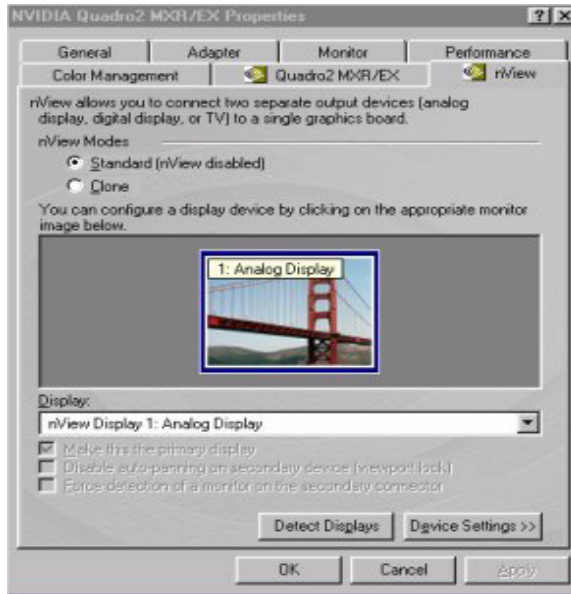 NVIDIA Quadro2 MXR/EX Properties
General Adapter Monitor Performance
Color Management Quadro2 MXR/EX nView
nView allows you to connect two separate output devices (analog
display, digital display, or TV) to a single graphics board.
nView Modes
Standard (nView disabled)
Clone
You can configure a display device by clicking on the appropriate monitor
image below.
1: Analog Display
Display:
nView Display 1: Analog Display
Make this the primary display
Disable auto-panning on secondary device (viewport lock)
Force detection of a monitor on the secondary connector
Detect Displays Device Settings >>
OK Cancel Apply